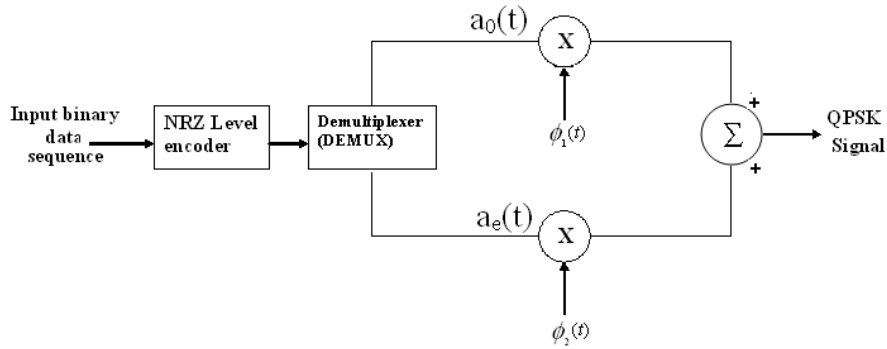 a₀(t)
X
ϕ₁(t)
Input binary
data
sequence
NRZ Level
encoder
Demultiplexer
(DEMUX)
+
Σ
+
QPSK
Signal
aₑ(t)
X
ϕ₂(t)